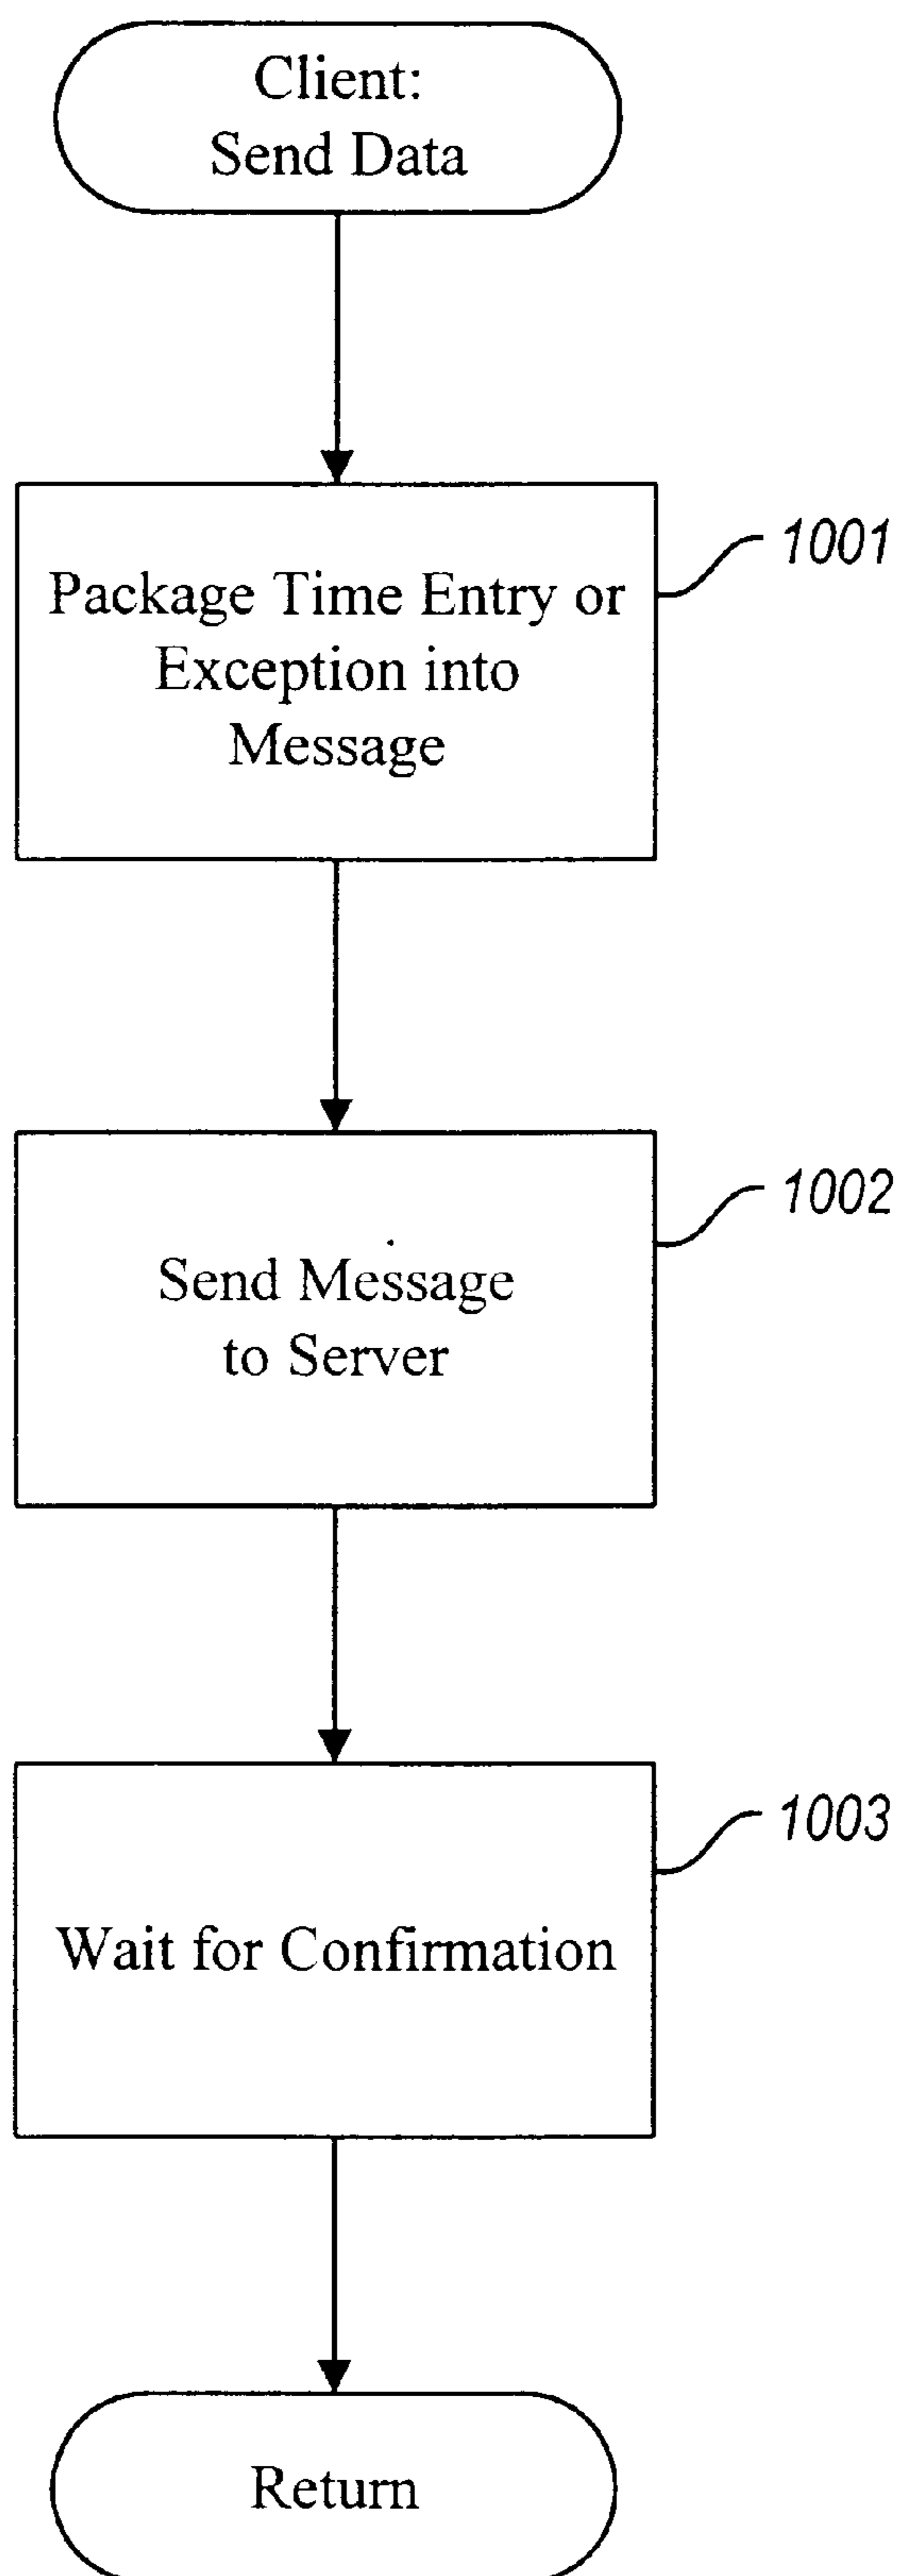 Client:
Send Data
Package Time Entry or
Exception into
Message
1001
Send Message
to Server
1002
Wait for Confirmation
1003
Return